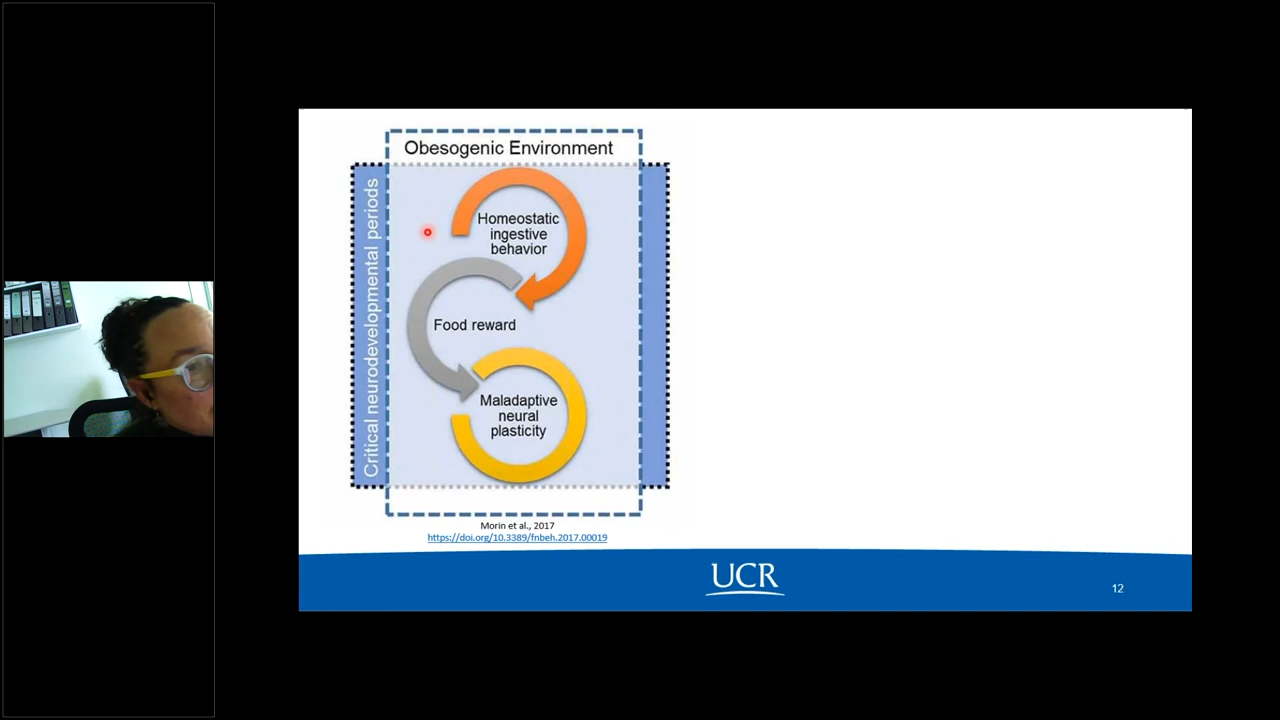 Obesogenic Environment
Critical neurodevelopmental periods
Homeostatic
ingestive
behavior
Food reward
Maladaptive
neural
plasticity
Morin et al., 2017
https://doi.org/10.3389/fnbeh.2017.00019
UCR
12